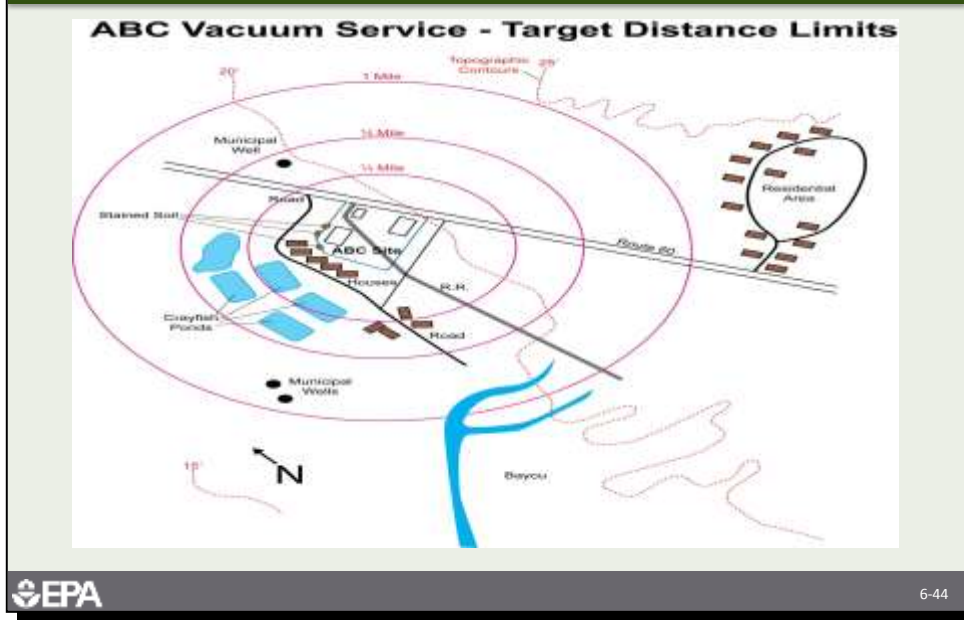 ABC Vacuum Service - Target Distance Limits
Topographic
Contours
25'
20'
1 Mile
½ Mile
Municipal
Well
¼ Mile
Residential
Area
Road
Stained Soil
Route 60
ABC Site
Houses
R.R.
Crayfish
Ponds
Road
Municipal
Wells
15'
N
Bayou
EPA
6-44